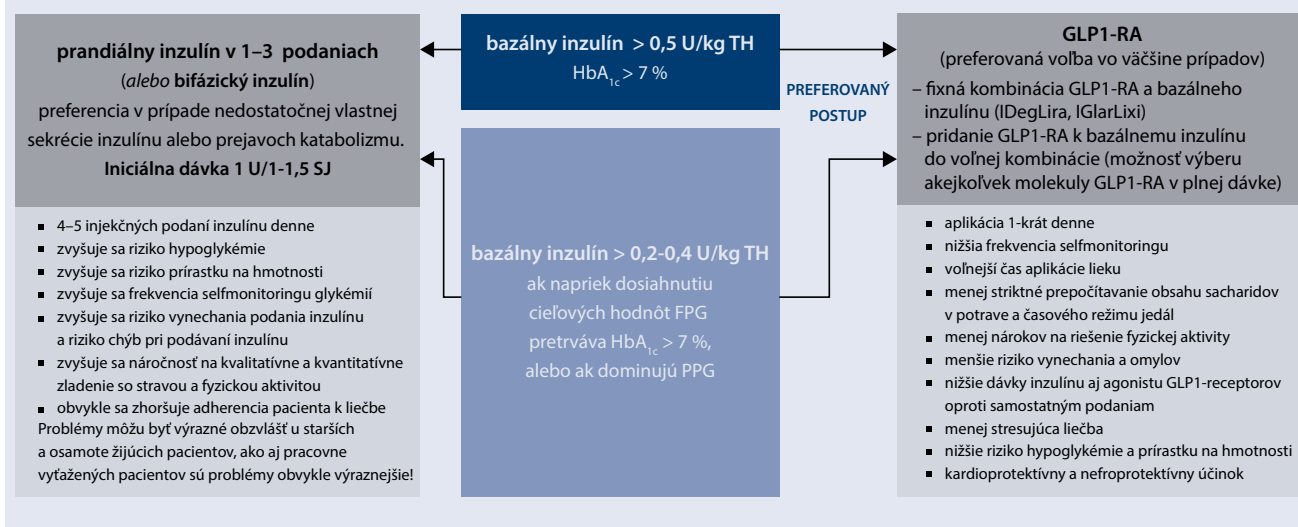 prandiálny inzulín v 1–3 podaniach
(alebo bifázický inzulín)
preferencia v prípade nedostatočnej vlastnej
sekrécie inzulínu alebo prejavoch katabolizmu.
Iniciálna dávka 1 U/1-1,5 SJ
▪ 4–5 injekčných podaní inzulínu denne
▪ zvyšuje sa riziko hypoglykémie
▪ zvyšuje sa riziko prírastku na hmotnosti
▪ zvyšuje sa frekvencia selfmonitoringu glykémií
▪ zvyšuje sa riziko vynechania podania inzulínu
a riziko chýb pri podávaní inzulínu
▪ zvyšuje sa náročnosť na kvalitatívne a kvantitatívne
zladenie so stravou a fyzickou aktivitou
▪ obvykle sa zhoršuje adherencia pacienta k liečbe
Problémy môžu byť výrazné obzvlášť u starších
a osamote žijúcich pacientov, ako aj pracovne
vyťažených pacientov sú problémy obvykle výraznejšie!
bazálny inzulín > 0,5 U/kg TH
HbA1c > 7 %
PREFEROVANÝ
POSTUP
bazálny inzulín > 0,2-0,4 U/kg TH
ak napriek dosiahnutiu
cieľových hodnôt FPG
pretrváva HbA1c > 7 %,
alebo ak dominujú PPG
GLP1-RA
(preferovaná voľba vo väčšine prípadov)
– fixná kombinácia GLP1-RA a bazálneho
inzulínu (IDegLira, IGlarLixi)
– pridanie GLP1-RA k bazálnemu inzulínu
do voľnej kombinácie (možnosť výberu
akejkoľvek molekuly GLP1-RA v plnej dávke)
▪ aplikácia 1-krát denne
▪ nižšia frekvencia selfmonitoringu
▪ voľnejší čas aplikácie lieku
▪ menej striktné prepočítavanie obsahu sacharidov
v potrave a časového režimu jedál
▪ menej nárokov na riešenie fyzickej aktivity
▪ menšie riziko vynechania a omylov
▪ nižšie dávky inzulínu aj agonistu GLP1-receptorov
oproti samostatným podaniam
▪ menej stresujúca liečba
▪ nižšie riziko hypoglykémie a prírastku na hmotnosti
▪ kardioprotektívny a nefroprotektívny účinok